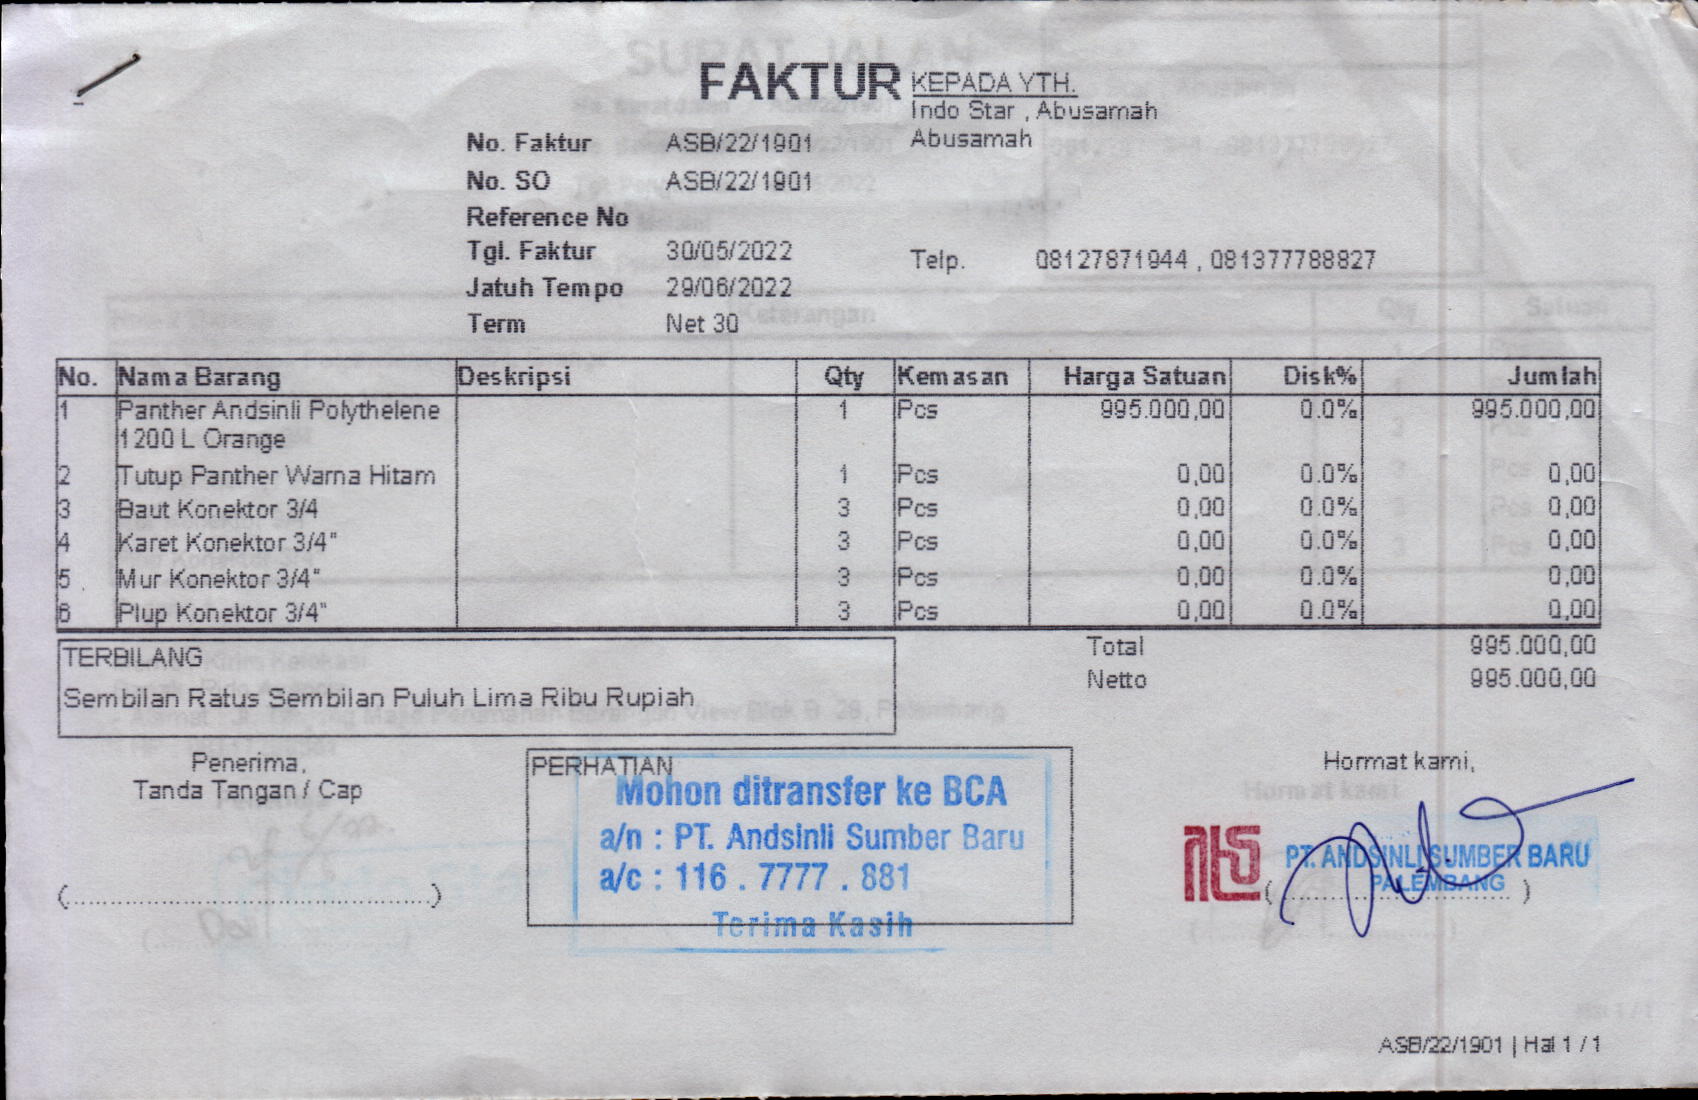 FAKTUR
KEPADA YTH.
Indo Star , Abusamah
Abusamah
No. Faktur ASB/22/1901
No. SO ASB/22/1901
Reference No
Tgl. Faktur 30/05/2022
Jatuh Tempo 29/06/2022
Term Net 30
Telp. 08127871944 , 081377788827
No. Nama Barang Deskripsi Qty Kemasan Harga Satuan Disk% Jumlah
1 Panther Andsinli Polythelene 1 Pcs 995.000,00 0.0% 995.000,00
1200 L Orange
2 Tutup Panther Warna Hitam 1 Pcs 0,00 0.0% 0,00
3 Baut Konektor 3/4 3 Pcs 0,00 0.0% 0,00
4 Karet Konektor 3/4" 3 Pcs 0,00 0.0% 0,00
5 Mur Konektor 3/4" 3 Pcs 0,00 0.0% 0,00
6 Plup Konektor 3/4" 3 Pcs 0,00 0.0% 0,00
Total 995.000,00
Netto 995.000,00
TERBILANG
Sembilan Ratus Sembilan Puluh Lima Ribu Rupiah
Penerima,
Tanda Tangan / Cap
(....................................................)
PERHATIAN
Mohon ditransfer ke BCA
a/n : PT. Andsinli Sumber Baru
a/c : 116 . 7777 . 881
Terima Kasih
Hormat kami,
PT. ANDSINLI SUMBER BARU
PALEMBANG
(....................................................)
ASB/22/1901 | Hal 1 / 1